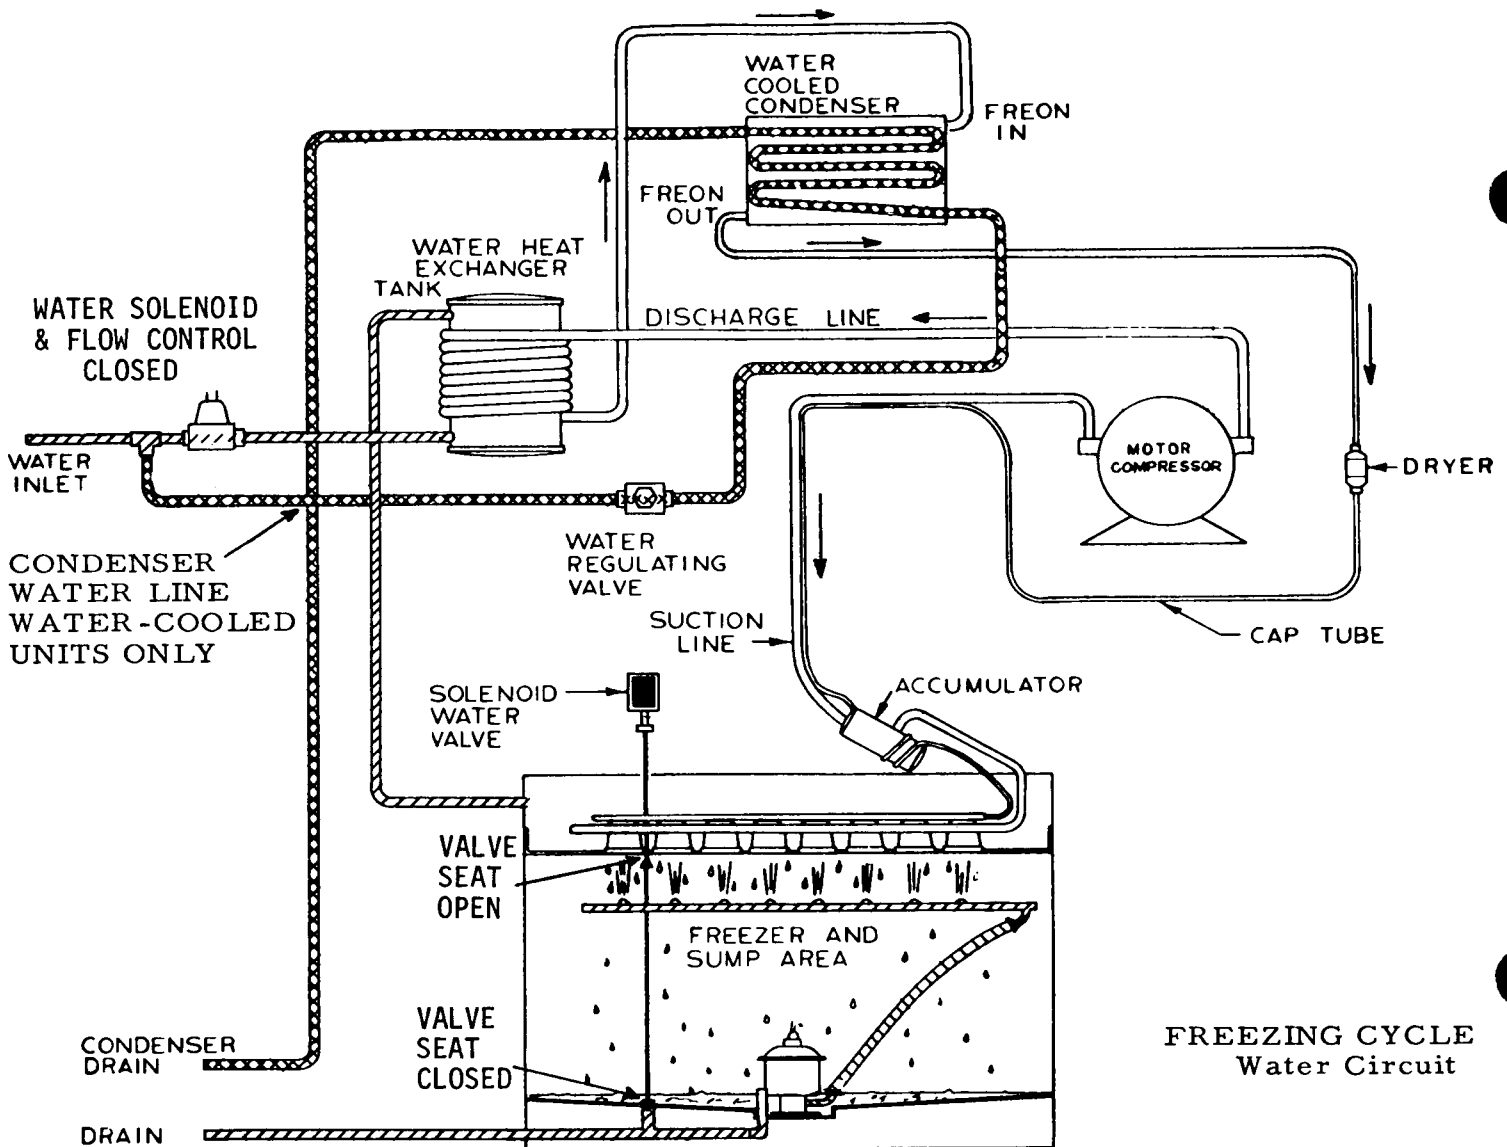 WATER
COOLED
CONDENSER
FREON
IN
FREON
OUT
WATER HEAT
EXCHANGER
TANK
WATER SOLENOID
& FLOW CONTROL
CLOSED
DISCHARGE LINE
WATER
INLET
MOTOR
COMPRESSOR
DRYER
CONDENSER
WATER LINE
WATER-COOLED
UNITS ONLY
WATER
REGULATING
VALVE
SUCTION
LINE
CAP TUBE
SOLENOID
WATER
VALVE
ACCUMULATOR
VALVE
SEAT
OPEN
FREEZER AND
SUMP AREA
VALVE
SEAT
CLOSED
CONDENSER
DRAIN
DRAIN
FREEZING CYCLE
Water Circuit